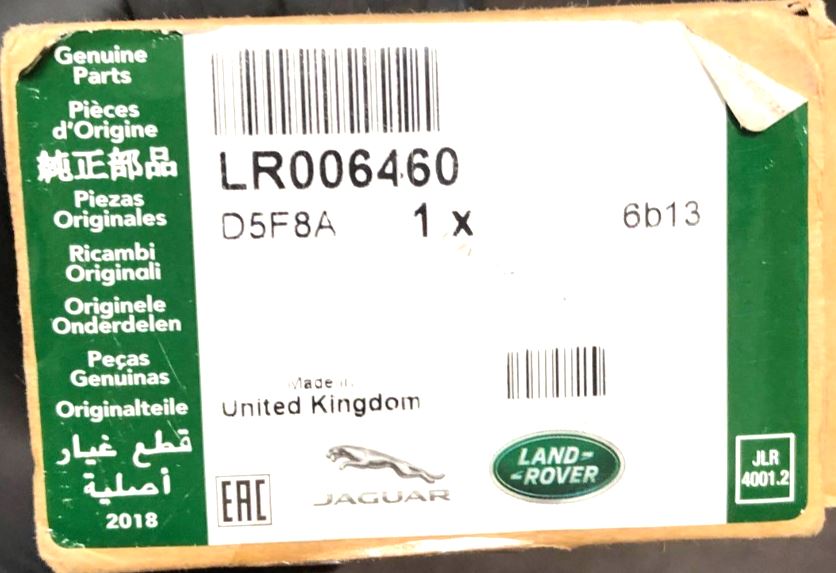 Genuine
Parts
Pièces
d'Origine
純正部品
Piezas
Originales
Ricambi
Originali
Originele
Onderdelen
Peças
Genuinas
Originalteile
قطع غيار
أصلية
2018
LR006460
D5F8A 1 x 6b13
Made in
United Kingdom
EAC
JAGUAR
LAND-
-ROVER
JLR
4001.2